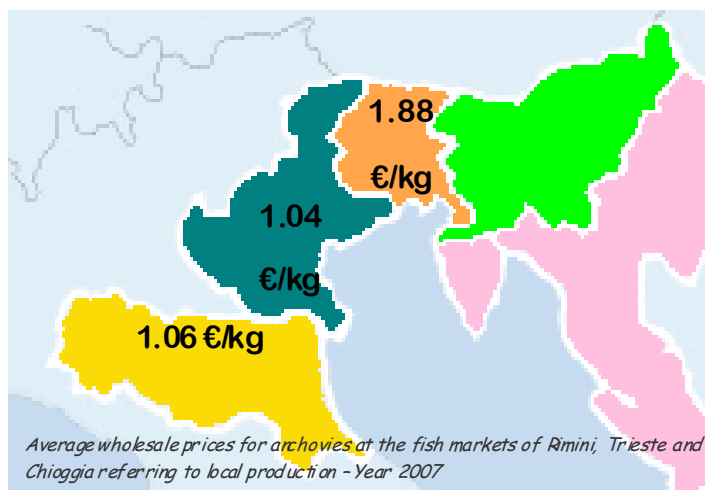 1.88
€/kg
1.04
€/kg
1.06 €/kg
Average wholesale prices for anchovies at the fish markets of Rimini, Trieste and
Chioggia referring to local production – Year 2007